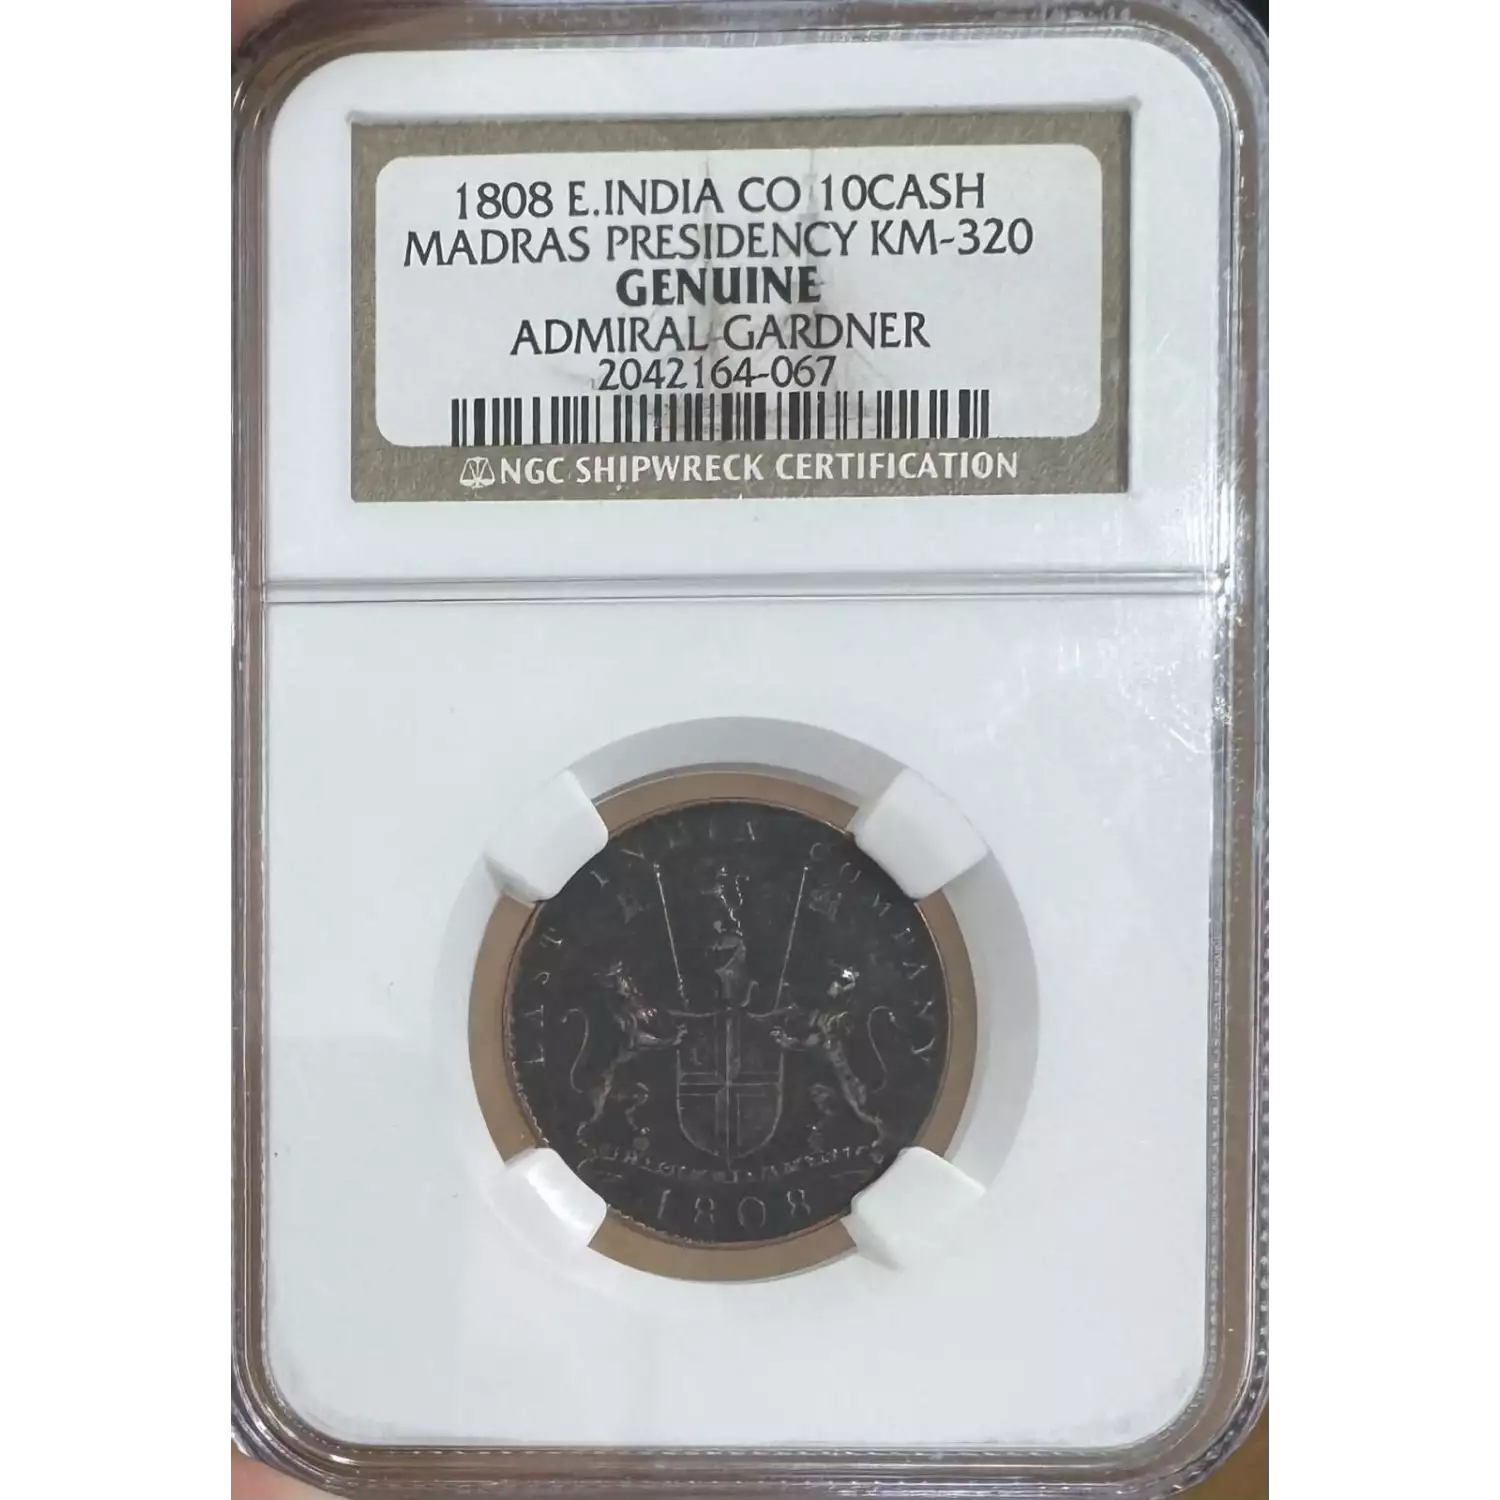 1808 E.INDIA CO 10CASH
MADRAS PRESIDENCY KM-320
GENUINE
ADMIRAL GARDNER
2042164-067
NGC SHIPWRECK CERTIFICATION
EAST INDIA COMPANY
1808